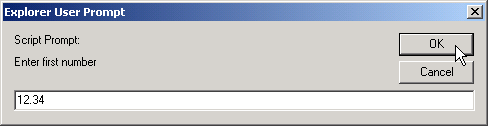 Explorer User Prompt
Script Prompt:
OK
Enter first number
Cancel
12.34